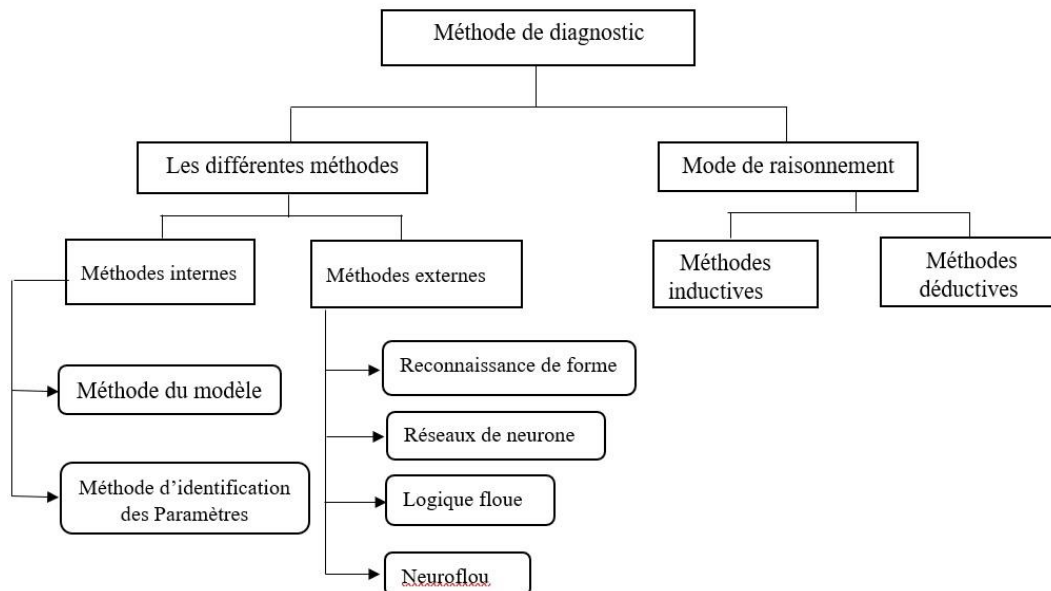 Méthode de diagnostic
Les différentes méthodes
Mode de raisonnement
Méthodes internes
Méthodes externes
Méthodes
inductives
Méthodes
déductives
Reconnaissance de forme
Méthode du modèle
Réseaux de neurone
Méthode d’identification
des Paramètres
Logique floue
Neuroflou